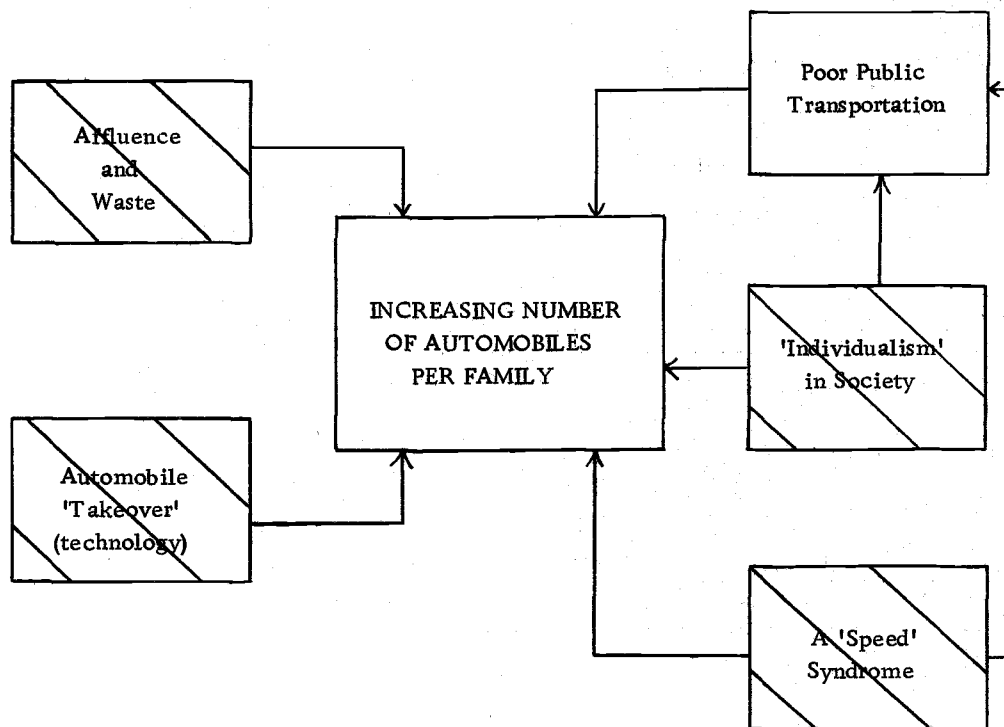 Affluence
and
Waste
Poor Public
Transportation
INCREASING NUMBER
OF AUTOMOBILES
PER FAMILY
'Individualism'
in Society
Automobile
'Takeover'
(technology)
A 'Speed'
Syndrome